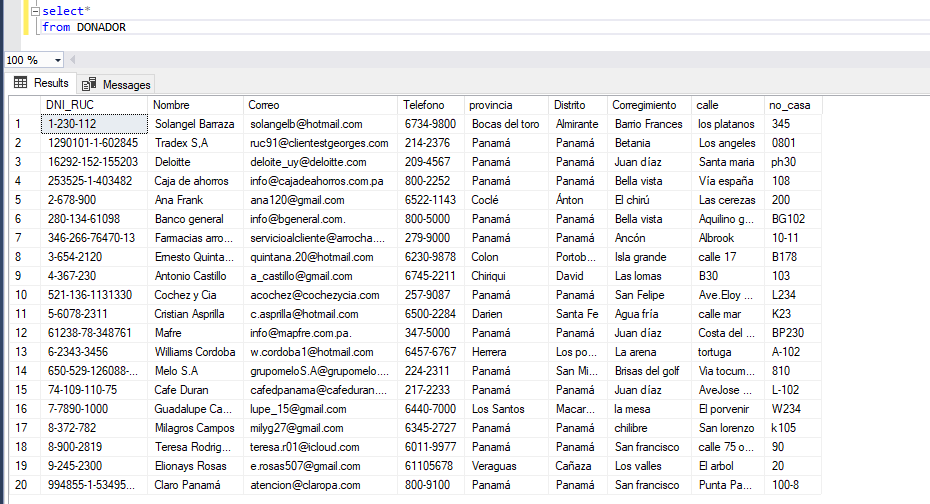 select*
from DONADOR
100 %
Results Messages
DNI_RUC Nombre Correo Telefono provincia Distrito Corregimiento calle no_casa
1 1-230-112 Solangel Barraza solangelb@hotmail.com 6734-9800 Bocas del toro Almirante Barrio Frances los platanos 345
2 1290101-1-602845 Tradex S,A ruc91@clientestgeorges.com 214-2376 Panamá Panamá Betania Los angeles 0801
3 16292-152-155203 Deloitte deloite_uy@deloitte.com 209-4567 Panamá Panamá Juan díaz Santa maria ph30
4 253525-1-403482 Caja de ahorros info@cajadeahorros.com.pa 800-2252 Panamá Panamá Bella vista Vía españa 108
5 2-678-900 Ana Frank ana120@gmail.com 6522-1143 Coclé Ánton El chirú Las cerezas 200
6 280-134-61098 Banco general info@bgeneral.com. 800-5000 Panamá Panamá Bella vista Aquilino g... BG102
7 346-266-76470-13 Farmacias arro... servicioalcliente@arrocha.... 279-9000 Panamá Panamá Ancón Albrook 10-11
8 3-654-2120 Ernesto Quinta... quintana.20@hotmail.com 6230-9878 Colon Portob... Isla grande calle 17 B178
9 4-367-230 Antonio Castillo a_castillo@gmail.com 6745-2211 Chiriqui David Las lomas B30 103
10 521-136-1131330 Cochez y Cia acochez@cochezycia.com 257-9087 Panamá Panamá San Felipe Ave.Eloy ... L234
11 5-6078-2311 Cristian Asprilla c.asprilla@hotmail.com 6500-2284 Darien Santa Fe Agua fría calle mar K23
12 61238-78-348761 Mafre info@mapfre.com.pa. 347-5000 Panamá Panamá Juan díaz Costa del ... BP230
13 6-2343-3456 Williams Cordoba w.cordoba1@hotmail.com 6457-6767 Herrera Los po... La arena tortuga A-102
14 650-529-126088-... Melo S.A grupomeloS.A@grupomelo.... 224-2311 Panamá San Mi... Brisas del golf Via tocum... 810
15 74-109-110-75 Cafe Duran cafedpanama@cafeduran.... 217-2233 Panamá Panamá Juan díaz AveJose ... L-102
16 7-7890-1000 Guadalupe Ca... lupe_15@gmail.com 6440-7000 Los Santos Macar... la mesa El porvenir W234
17 8-372-782 Milagros Campos milyg27@gmail.com 6345-2727 Panamá Panamá chilibre San lorenzo k105
18 8-900-2819 Teresa Rodrig... teresa.r01@icloud.com 6011-9977 Panamá Panamá San francisco calle 75 o... 90
19 9-245-2300 Elionays Rosas e.rosas507@gmail.com 61105678 Veraguas Cañaza Los valles El arbol 20
20 994855-1-53495... Claro Panamá atencion@claropa.com 800-9100 Panamá Panamá San francisco Punta Pa... 100-8